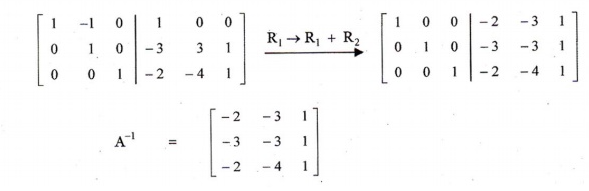 1 -1 0 | 1 0 0
0 1 0 | -3 3 1
0 0 1 | -2 -4 1
R₁ → R₁ + R₂
1 0 0 | -2 -3 1
0 1 0 | -3 -3 1
0 0 1 | -2 -4 1
A⁻¹ =
-2 -3 1
-3 -3 1
-2 -4 1